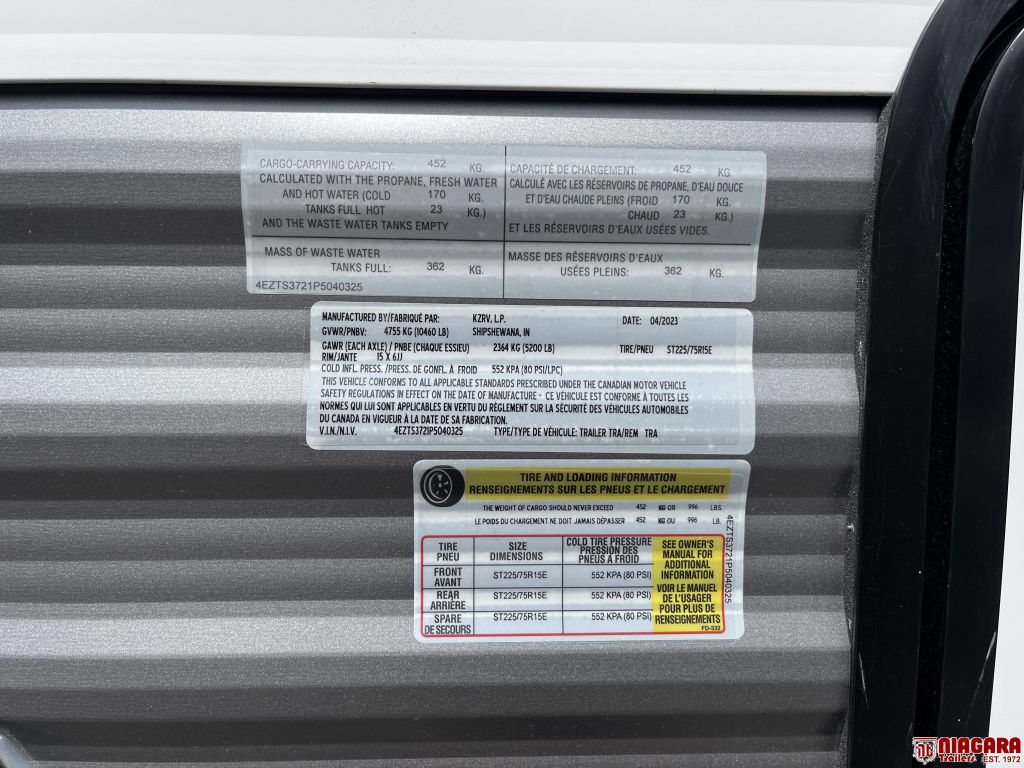 CARGO-CARRYING CAPACITY: 452 KG.
CALCULATED WITH THE PROPANE, FRESH WATER
AND HOT WATER (COLD 170 KG.
TANKS FULL HOT 23 KG.)
AND THE WASTE WATER TANKS EMPTY
MASS OF WASTE WATER
TANKS FULL: 362 KG.
4EZTS3721P5040325
CAPACITÉ DE CHARGEMENT: 452 KG.
CALCULÉ AVEC LES RÉSERVOIRS DE PROPANE, D'EAU DOUCE
ET D'EAU CHAUDE PLEINS (FROID 170 KG.
CHAUD 23 KG.)
ET LES RÉSERVOIRS D'EAUX USÉES VIDES.
MASSE DES RÉSERVOIRS D'EAUX
USÉES PLEINS: 362 KG.
MANUFACTURED BY/FABRIQUÉ PAR: KZRV, L.P. DATE: 04/2023
GVWR/PNBV: 4755 KG (10460 LB) SHIPSHEWANA, IN
GAWR (EACH AXLE) / PNBE (CHAQUE ESSIEU) 2364 KG (5200 LB) TIRE/PNEU ST225/75R15E
RIM/JANTE 15 X 6JJ
COLD INFL. PRESS. /PRESS. DE GONFL. À FROID 552 KPA (80 PSI/LPC)
THIS VEHICLE CONFORMS TO ALL APPLICABLE STANDARDS PRESCRIBED UNDER THE CANADIAN MOTOR VEHICLE
SAFETY REGULATIONS IN EFFECT ON THE DATE OF MANUFACTURE - CE VÉHICULE EST CONFORME À TOUTES LES
NORMES QUI LUI SONT APPLICABLES EN VERTU DU RÈGLEMENT SUR LA SÉCURITÉ DES VÉHICULES AUTOMOBILES
DU CANADA EN VIGUEUR À LA DATE DE SA FABRICATION.
V.I.N./N.I.V. 4EZTS3721P5040325 TYPE/TYPE DE VÉHICULE: TRAILER TRA/REM TRA
TIRE AND LOADING INFORMATION
RENSEIGNEMENTS SUR LES PNEUS ET LE CHARGEMENT
THE WEIGHT OF CARGO SHOULD NEVER EXCEED 452 KG OR 996 LBS.
LE POIDS DU CHARGEMENT NE DOIT JAMAIS DÉPASSER 452 KG OU 996 LB.
TIRE
PNEU
SIZE
DIMENSIONS
COLD TIRE PRESSURE
PRESSION DES
PNEUS À FROID
FRONT
AVANT
ST225/75R15E 552 KPA (80 PSI)
REAR
ARRIÈRE
ST225/75R15E 552 KPA (80 PSI)
SPARE
DE SECOURS
ST225/75R15E 552 KPA (80 PSI)
SEE OWNER'S
MANUAL FOR
ADDITIONAL
INFORMATION
VOIR LE MANUEL
DE L'USAGER
POUR PLUS DE
RENSEIGNEMENTS
FD-332
4EZTS3721P5040325
NIAGARA
Trailers EST. 1972